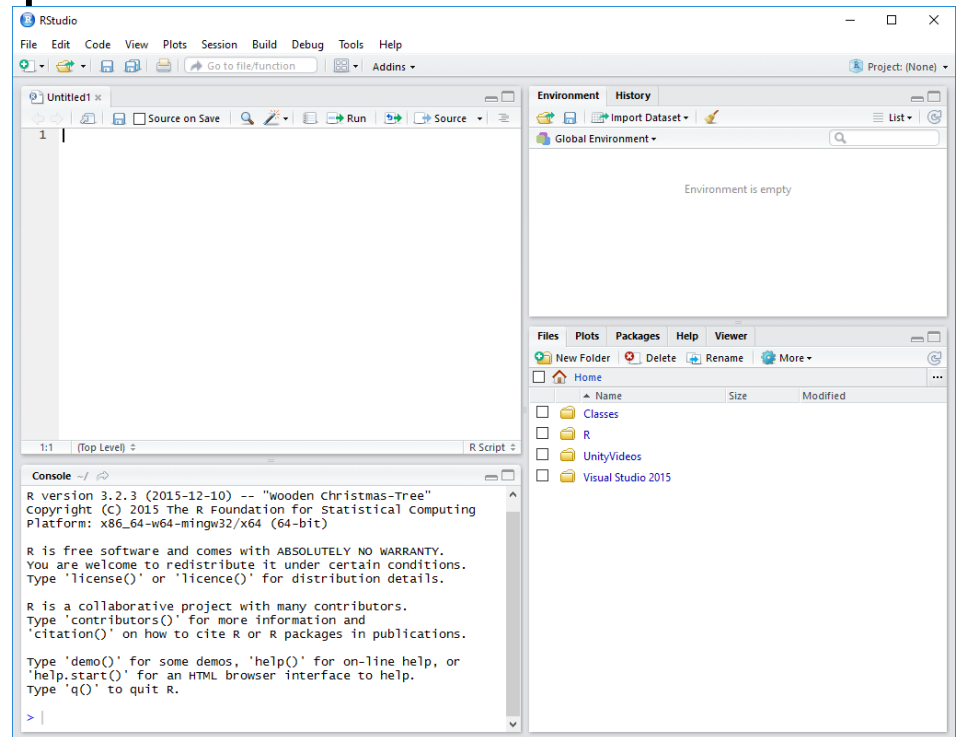 RStudio
File Edit Code View Plots Session Build Debug Tools Help
Go to file/function Addins Project: (None)
Untitled1
Source on Save Run Source
1
1:1 (Top Level) R Script
Console ~/
R version 3.2.3 (2015-12-10) -- "Wooden Christmas-Tree"
Copyright (C) 2015 The R Foundation for Statistical Computing
Platform: x86_64-w64-mingw32/x64 (64-bit)
R is free software and comes with ABSOLUTELY NO WARRANTY.
You are welcome to redistribute it under certain conditions.
Type 'license()' or 'licence()' for distribution details.
R is a collaborative project with many contributors.
Type 'contributors()' for more information and
'citation()' on how to cite R or R packages in publications.
Type 'demo()' for some demos, 'help()' for on-line help, or
'help.start()' for an HTML browser interface to help.
Type 'q()' to quit R.
>
Environment History
Import Dataset List
Global Environment
Environment is empty
Files Plots Packages Help Viewer
New Folder Delete Rename More
Home ...
Name Size Modified
Classes
R
UnityVideos
Visual Studio 2015